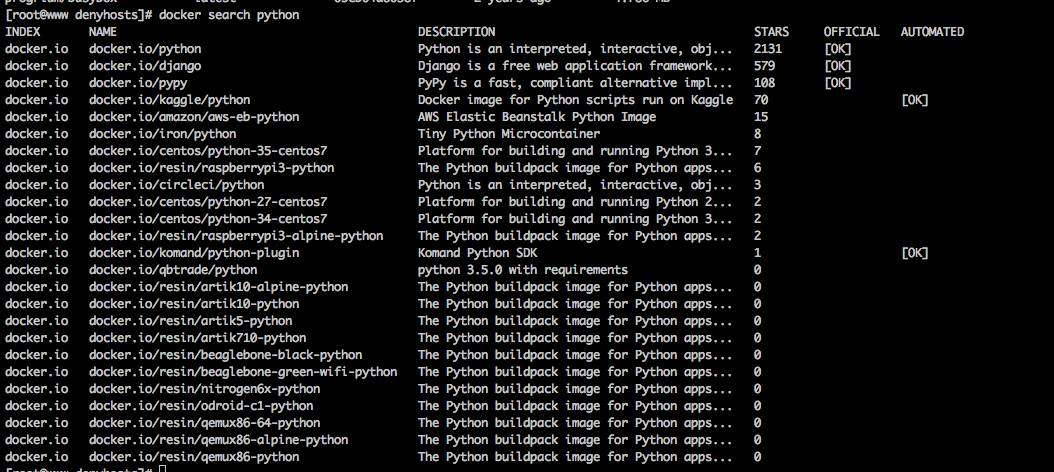 [root@www denyhosts]# docker search python
INDEX NAME DESCRIPTION STARS OFFICIAL AUTOMATED
docker.io docker.io/python Python is an interpreted, interactive, obj... 2131 [OK]
docker.io docker.io/django Django is a free web application framework... 579 [OK]
docker.io docker.io/pypy PyPy is a fast, compliant alternative impl... 108 [OK]
docker.io docker.io/kaggle/python Docker image for Python scripts run on Kaggle 70 [OK]
docker.io docker.io/amazon/aws-eb-python AWS Elastic Beanstalk Python Image 15
docker.io docker.io/iron/python Tiny Python Microcontainer 8
docker.io docker.io/centos/python-35-centos7 Platform for building and running Python 3... 7
docker.io docker.io/resin/raspberrypi3-python The Python buildpack image for Python apps... 6
docker.io docker.io/circleci/python Python is an interpreted, interactive, obj... 3
docker.io docker.io/centos/python-27-centos7 Platform for building and running Python 2... 2
docker.io docker.io/centos/python-34-centos7 Platform for building and running Python 3... 2
docker.io docker.io/resin/raspberrypi3-alpine-python The Python buildpack image for Python apps... 2
docker.io docker.io/komand/python-plugin Komand Python SDK 1 [OK]
docker.io docker.io/qbtrade/python python 3.5.0 with requirements 0
docker.io docker.io/resin/artik10-alpine-python The Python buildpack image for Python apps... 0
docker.io docker.io/resin/artik10-python The Python buildpack image for Python apps... 0
docker.io docker.io/resin/artik5-python The Python buildpack image for Python apps... 0
docker.io docker.io/resin/artik710-python The Python buildpack image for Python apps... 0
docker.io docker.io/resin/beaglebone-black-python The Python buildpack image for Python apps... 0
docker.io docker.io/resin/beaglebone-green-wifi-python The Python buildpack image for Python apps... 0
docker.io docker.io/resin/nitrogen6x-python The Python buildpack image for Python apps... 0
docker.io docker.io/resin/odroid-c1-python The Python buildpack image for Python apps... 0
docker.io docker.io/resin/qemux86-64-python The Python buildpack image for Python apps... 0
docker.io docker.io/resin/qemux86-alpine-python The Python buildpack image for Python apps... 0
docker.io docker.io/resin/qemux86-python The Python buildpack image for Python apps... 0
[root@www denyhosts]#